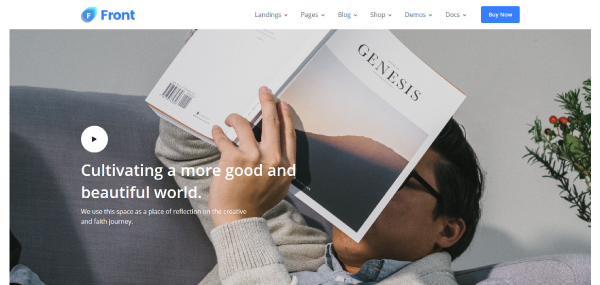 Front
Landings Pages Blog Shop Demos Docs Buy Now
GENESIS
Cultivating a more good and
beautiful world.
We use this space as a place of reflection on the creative
and faith journey.